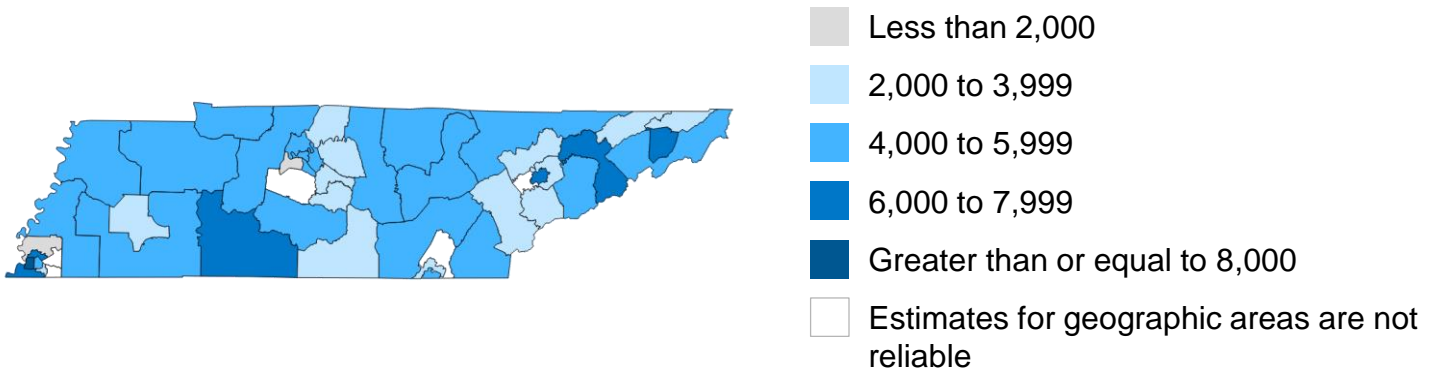 Less than 2,000
2,000 to 3,999
4,000 to 5,999
6,000 to 7,999
Greater than or equal to 8,000
Estimates for geographic areas are not
reliable